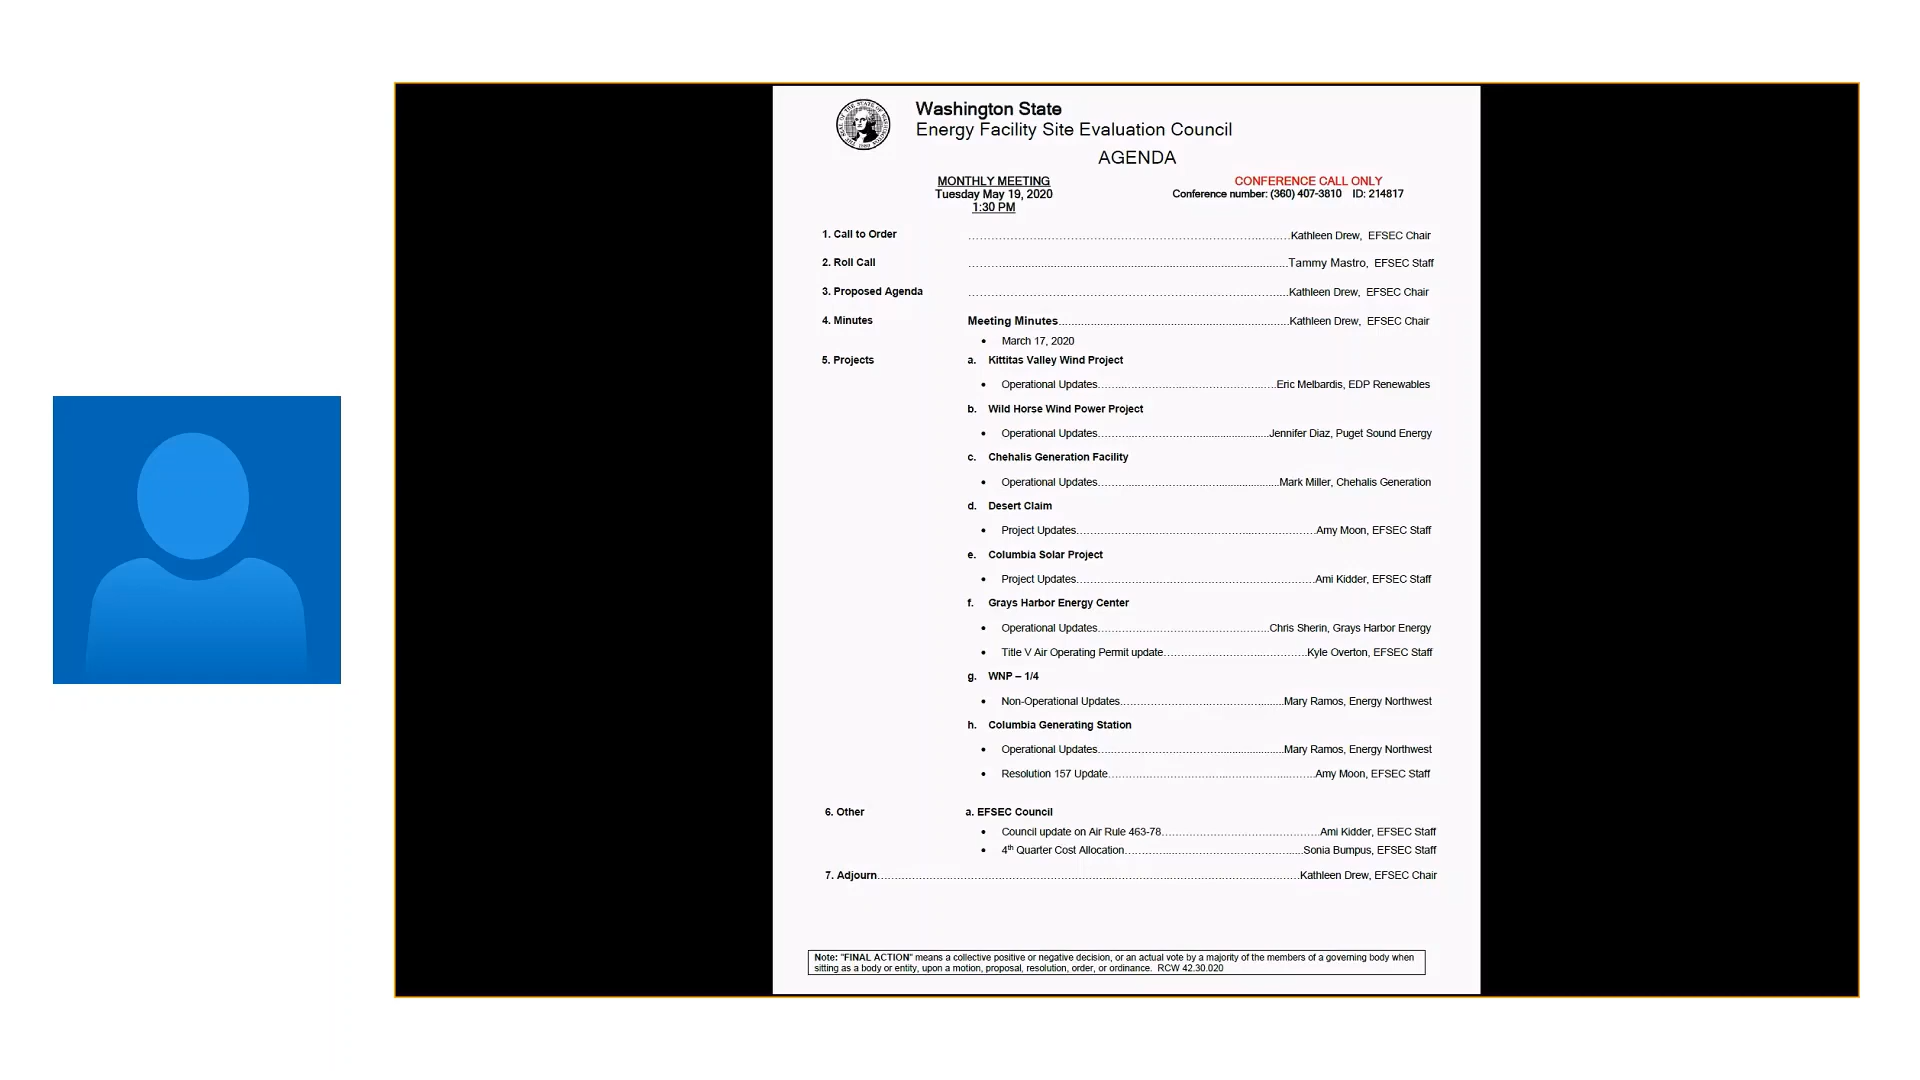 Washington State
Energy Facility Site Evaluation Council
AGENDA
MONTHLY MEETING
Tuesday May 19, 2020
1:30 PM
CONFERENCE CALL ONLY
Conference number: (360) 407-3810 ID: 214817
1. Call to Order ……………………………………………………Kathleen Drew, EFSEC Chair
2. Roll Call ……………………………………………………Tammy Mastro, EFSEC Staff
3. Proposed Agenda ……………………………………………………Kathleen Drew, EFSEC Chair
4. Minutes Meeting Minutes……………………………………Kathleen Drew, EFSEC Chair
• March 17, 2020
5. Projects a. Kittitas Valley Wind Project
• Operational Updates……………………………Eric Melbardis, EDP Renewables
b. Wild Horse Wind Power Project
• Operational Updates……………………………Jennifer Diaz, Puget Sound Energy
c. Chehalis Generation Facility
• Operational Updates……………………………Mark Miller, Chehalis Generation
d. Desert Claim
• Project Updates……………………………………Amy Moon, EFSEC Staff
e. Columbia Solar Project
• Project Updates……………………………………Ami Kidder, EFSEC Staff
f. Grays Harbor Energy Center
• Operational Updates……………………………Chris Sherin, Grays Harbor Energy
• Title V Air Operating Permit update……………………Kyle Overton, EFSEC Staff
g. WNP – 1/4
• Non-Operational Updates……………………………Mary Ramos, Energy Northwest
h. Columbia Generating Station
• Operational Updates……………………………Mary Ramos, Energy Northwest
• Resolution 157 Update……………………………Amy Moon, EFSEC Staff
6. Other a. EFSEC Council
• Council update on Air Rule 463-78……………………Ami Kidder, EFSEC Staff
• 4th Quarter Cost Allocation……………………………Sonia Bumpus, EFSEC Staff
7. Adjourn……………………………………………………………Kathleen Drew, EFSEC Chair
Note: "FINAL ACTION" means a collective positive or negative decision, or an actual vote by a majority of the members of a governing body when
sitting as a body or entity, upon a motion, proposal, resolution, order, or ordinance. RCW 42.30.020